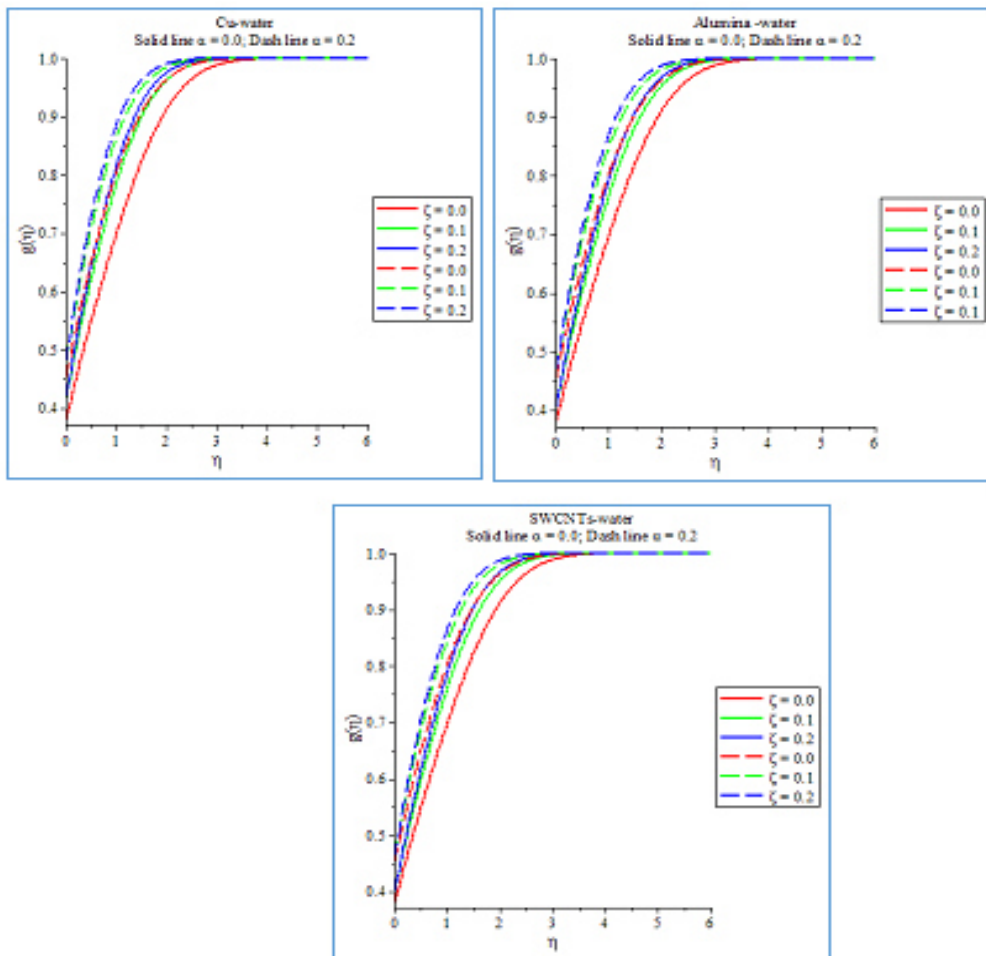 Cu-water
Solid line α = 0.0; Dash line α = 0.2
1.0
0.9
0.8
0.7
0.6
0.5
0.4
g(η)
0 1 2 3 4 5 6
η
ζ = 0.0
ζ = 0.1
ζ = 0.2
ζ = 0.0
ζ = 0.1
ζ = 0.2
Alumina -water
Solid line α = 0.0; Dash line α = 0.2
1.0
0.9
0.8
0.7
0.6
0.5
0.4
g(η)
0 1 2 3 4 5 6
η
ζ = 0.0
ζ = 0.1
ζ = 0.2
ζ = 0.0
ζ = 0.1
ζ = 0.1
SWCNTs-water
Solid line α = 0.0; Dash line α = 0.2
1.0
0.9
0.8
0.7
0.6
0.5
0.4
g(η)
0 1 2 3 4 5 6
η
ζ = 0.0
ζ = 0.1
ζ = 0.2
ζ = 0.0
ζ = 0.1
ζ = 0.2